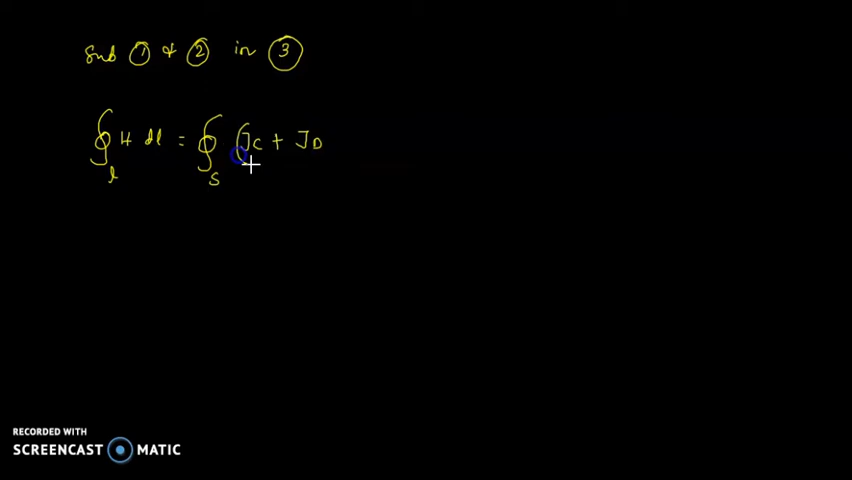 Sub ① & ② in ③
∮l H dl = ∮S (JC + JD
RECORDED WITH
SCREENCAST MATIC